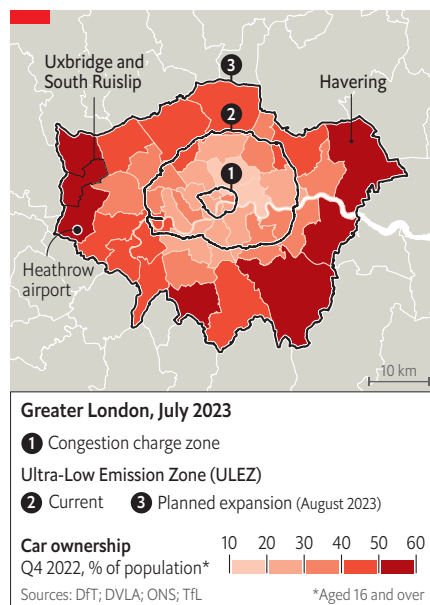 3
Uxbridge and
South Ruislip
Havering
2
1
Heathrow
airport
10 km
Greater London, July 2023
1 Congestion charge zone
Ultra-Low Emission Zone (ULEZ)
2 Current 3 Planned expansion (August 2023)
Car ownership
Q4 2022, % of population*
10 20 30 40 50 60
Sources: DfT; DVLA; ONS; TfL
*Aged 16 and over